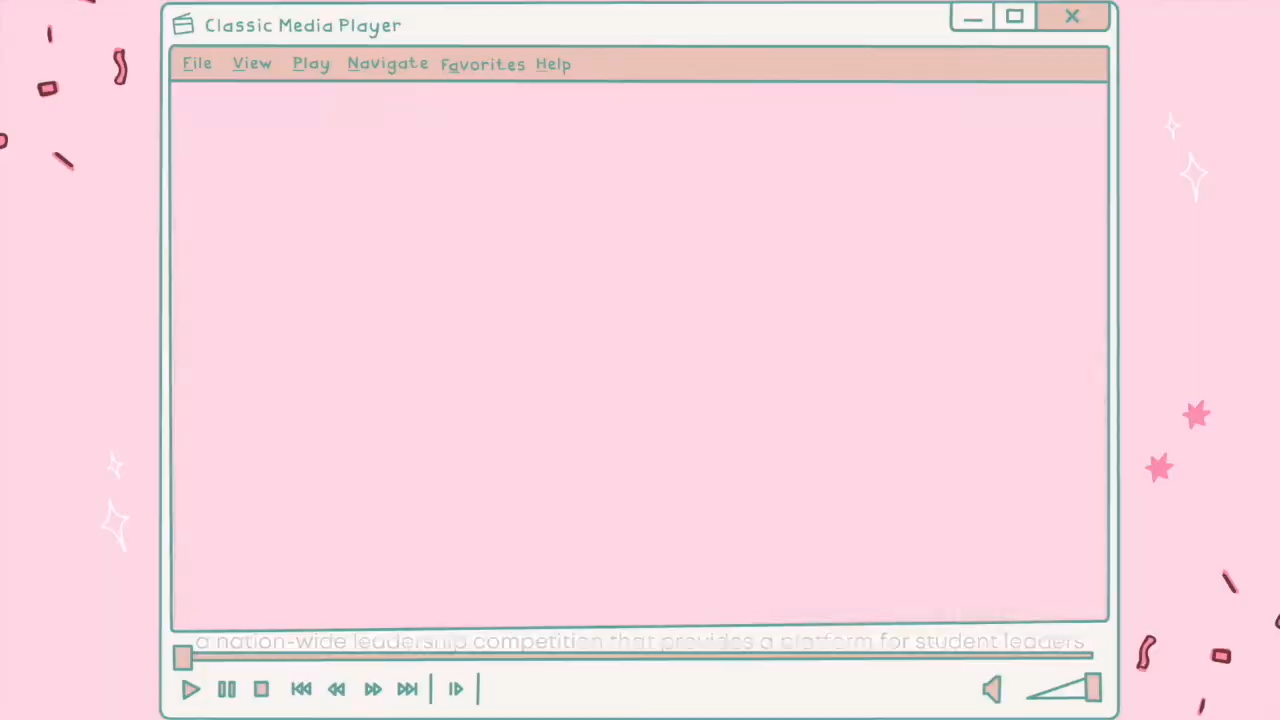 Classic Media Player
File View Play Navigate Favorites Help
a nation-wide leadership competition that provides a platform for student leaders